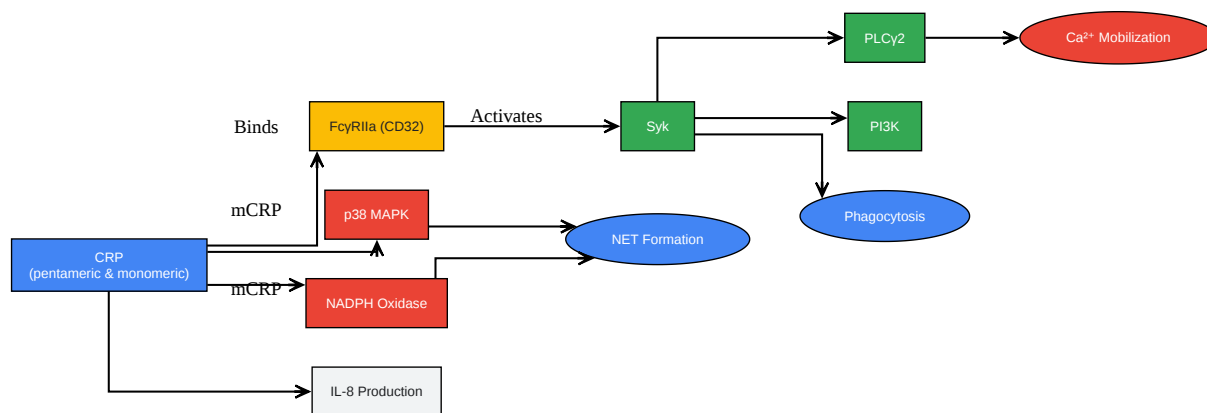 PLCγ2
Ca²⁺ Mobilization
Binds
FcγRIIa (CD32)
Activates
Syk
PI3K
mCRP
p38 MAPK
Phagocytosis
NET Formation
CRP
(pentameric & monomeric)
mCRP
NADPH Oxidase
IL-8 Production